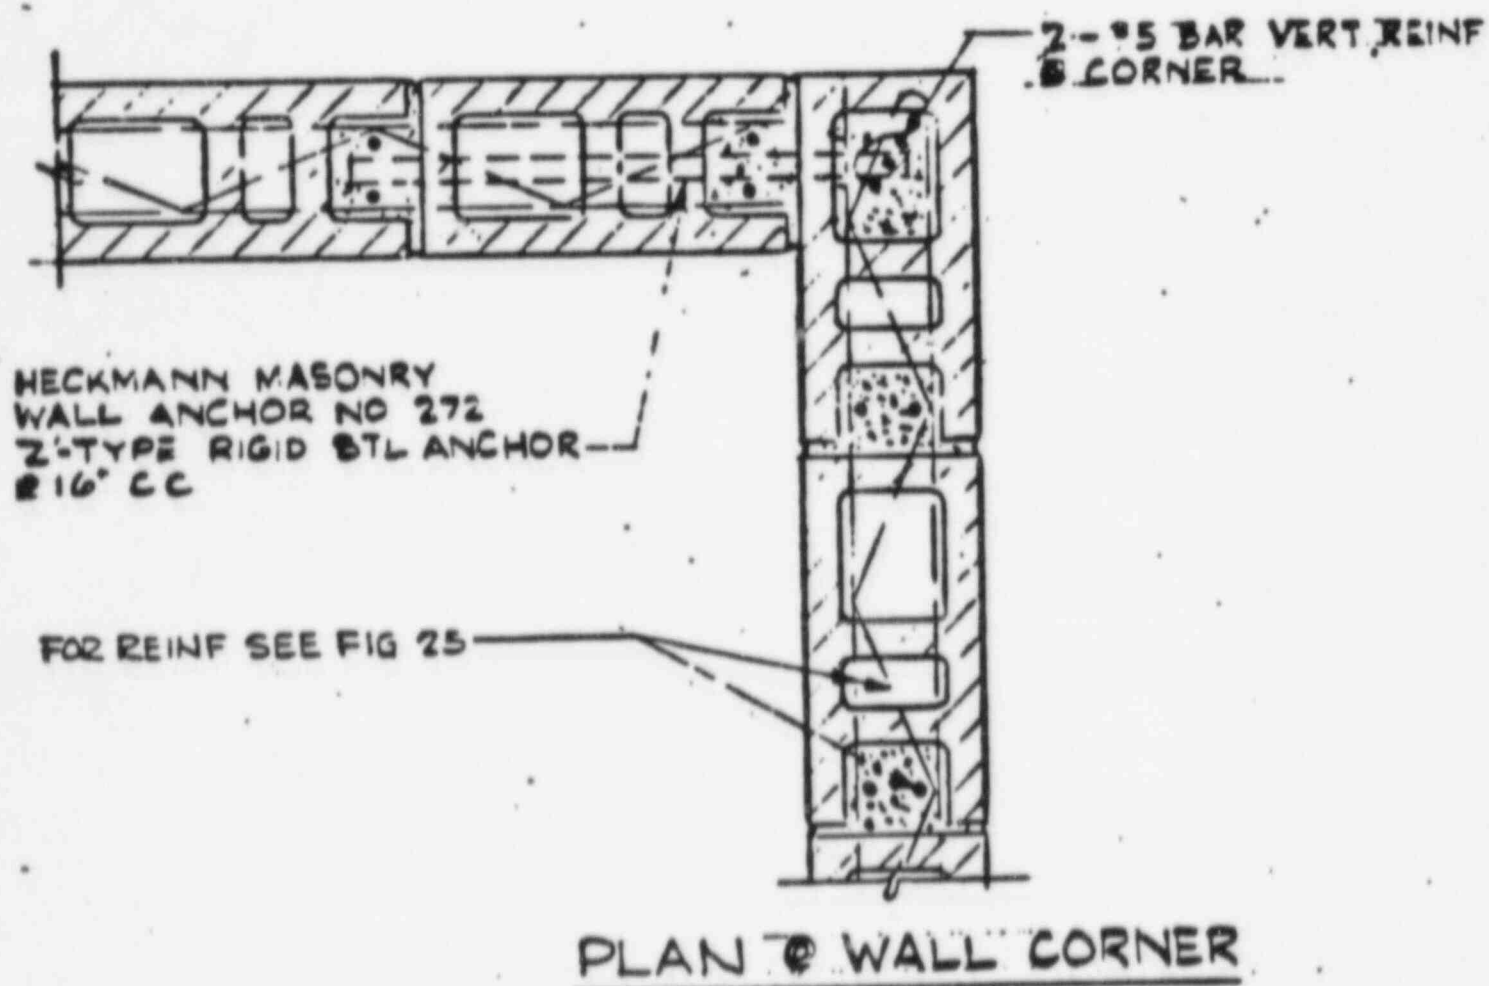 2-#5 BAR VERT. REINF
@ CORNER
HECKMANN MASONRY
WALL ANCHOR NO 272
Z-TYPE RIGID STL ANCHOR
@ 16" CC
FOR REINF SEE FIG 25
PLAN @ WALL CORNER